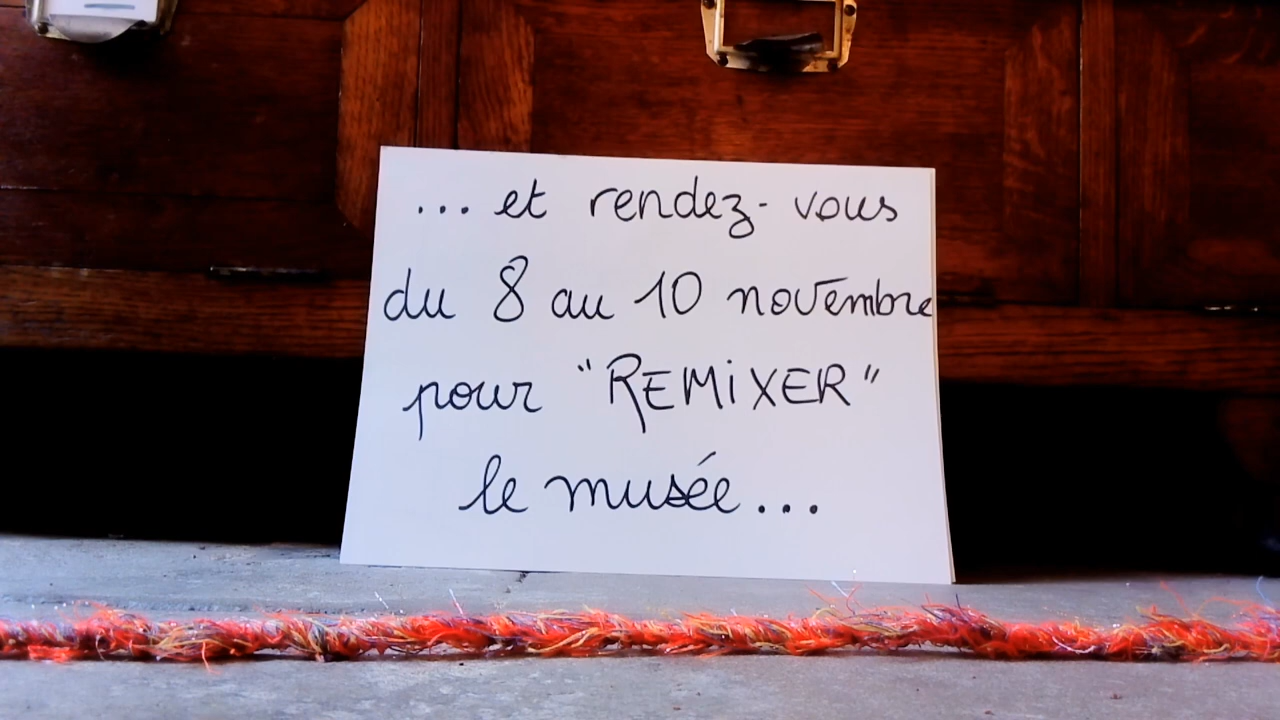 ... et rendez-vous
du 8 au 10 novembre
pour "REMiXER"
le musée...